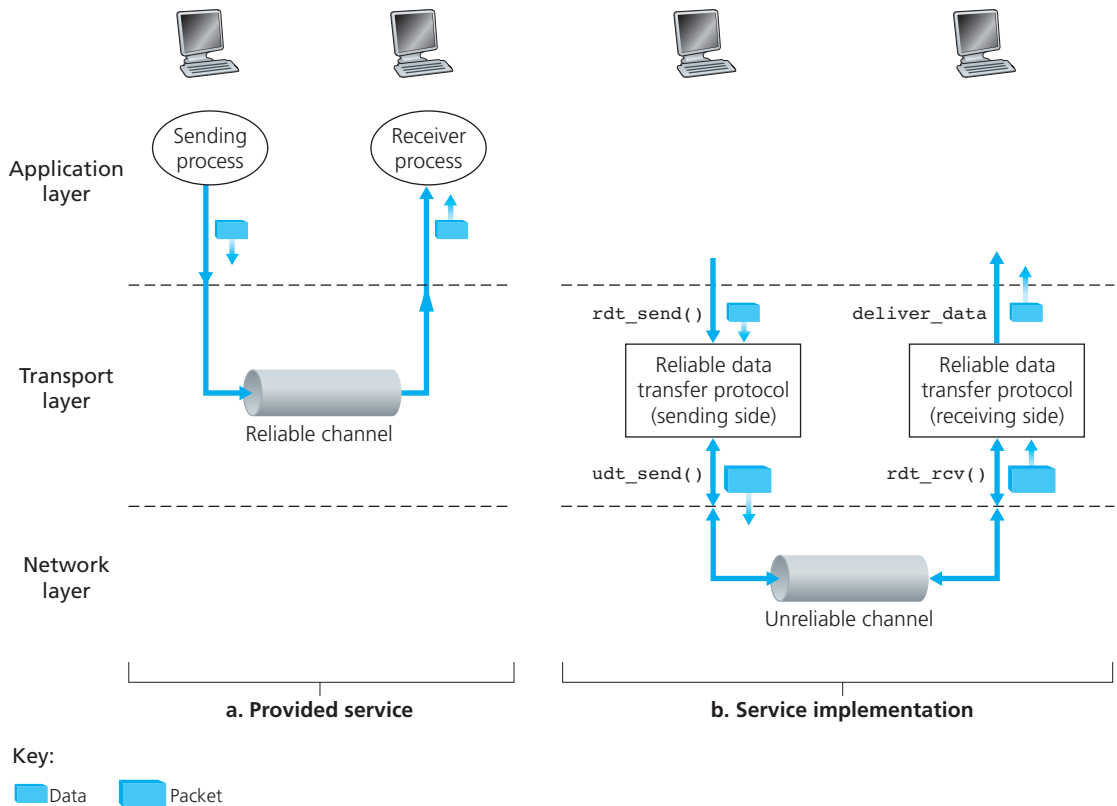 Sending
process
Receiver
process
Application
layer
rdt_send()
deliver_data
Transport
layer
Reliable channel
Reliable data
transfer protocol
(sending side)
Reliable data
transfer protocol
(receiving side)
udt_send()
rdt_rcv()
Network
layer
Unreliable channel
a. Provided service
b. Service implementation
Key:
Data
Packet